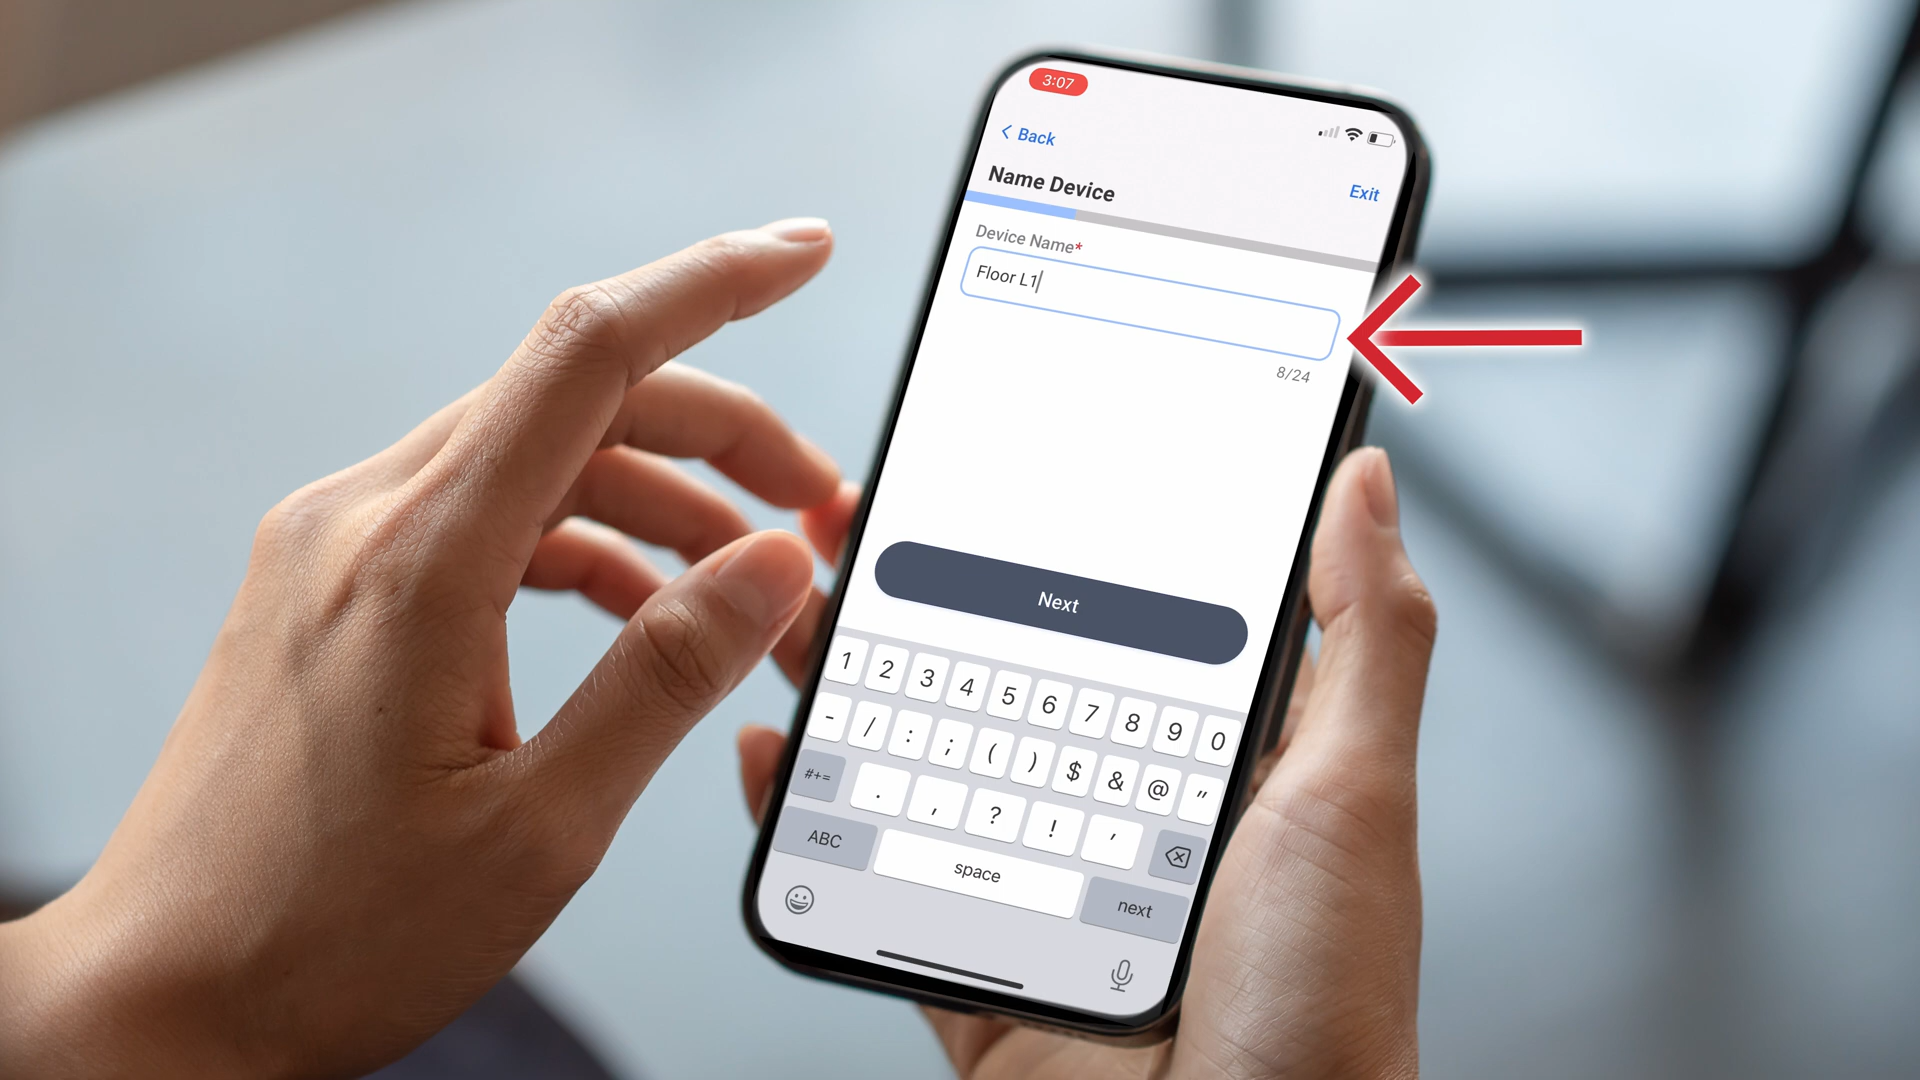 3:07
Back
Name Device
Exit
Device Name*
Floor L1
8/24
Next
1 2 3 4 5 6 7 8 9 0
- / : ; ( ) $ & @ "
#+= . , ? ! '
ABC space next